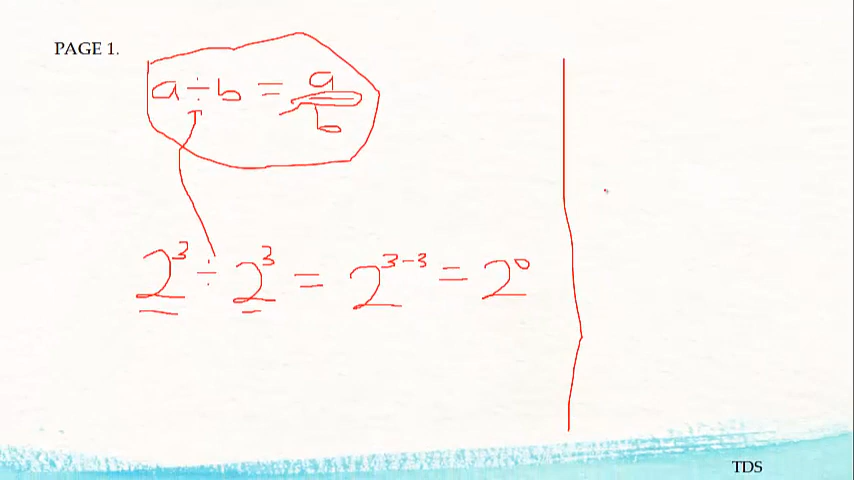 PAGE 1.
a ÷ b = a/b
2³ ÷ 2³ = 2³⁻³ = 2⁰
TDS